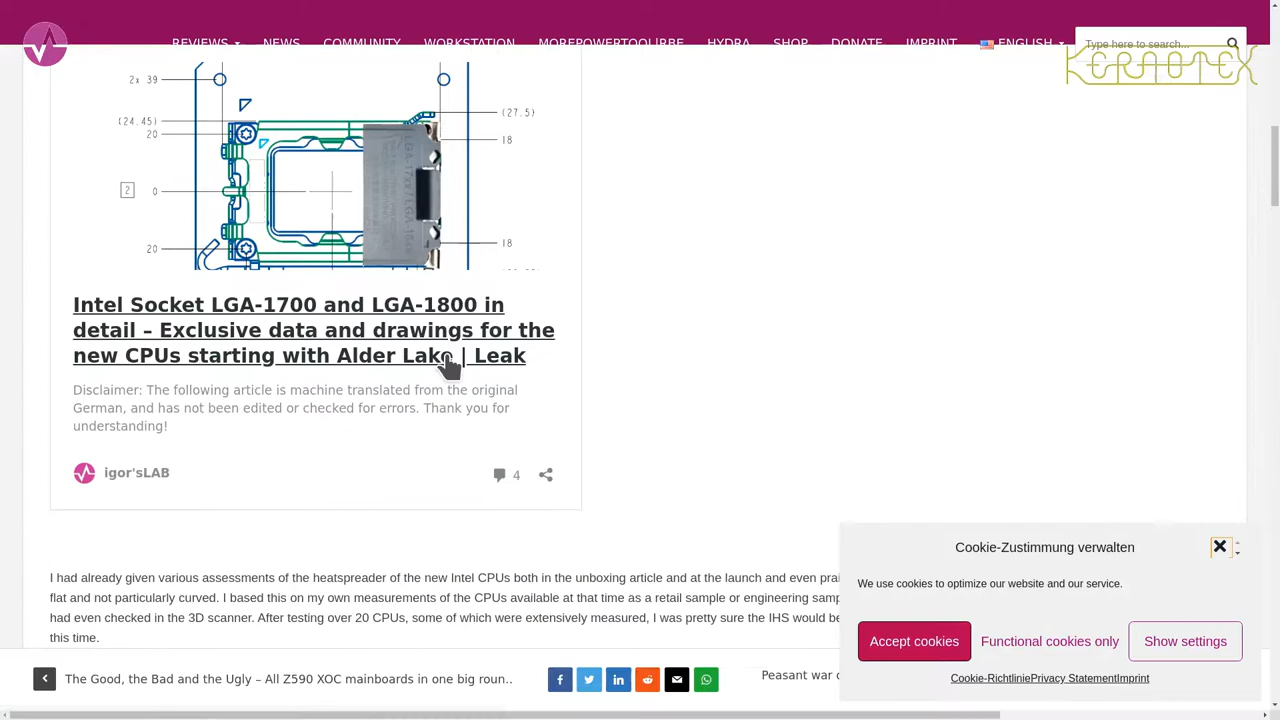 REVIEWS NEWS COMMUNITY WORKSTATION MOREPOWERTOOL|RBE HYDRA SHOP DONATE IMPRINT ENGLISH Type here to search...
KERAOTEX
2x 39
(27.5)
(24.45)
20
18
2 0
20
18
Intel Socket LGA-1700 and LGA-1800 in
detail – Exclusive data and drawings for the
new CPUs starting with Alder Lake | Leak
Disclaimer: The following article is machine translated from the original
German, and has not been edited or checked for errors. Thank you for
understanding!
igor'sLAB 4
Cookie-Zustimmung verwalten
We use cookies to optimize our website and our service.
Accept cookies Functional cookies only Show settings
Cookie-Richtlinie Privacy Statement Imprint
I had already given various assessments of the heatspreader of the new Intel CPUs both in the unboxing article and at the launch and even prai
flat and not particularly curved. I based this on my own measurements of the CPUs available at that time as a retail sample or engineering samp
had even checked in the 3D scanner. After testing over 20 CPUs, some of which were extensively measured, I was pretty sure the IHS would be
this time.
The Good, the Bad and the Ugly – All Z590 XOC mainboards in one big roun..
Peasant war